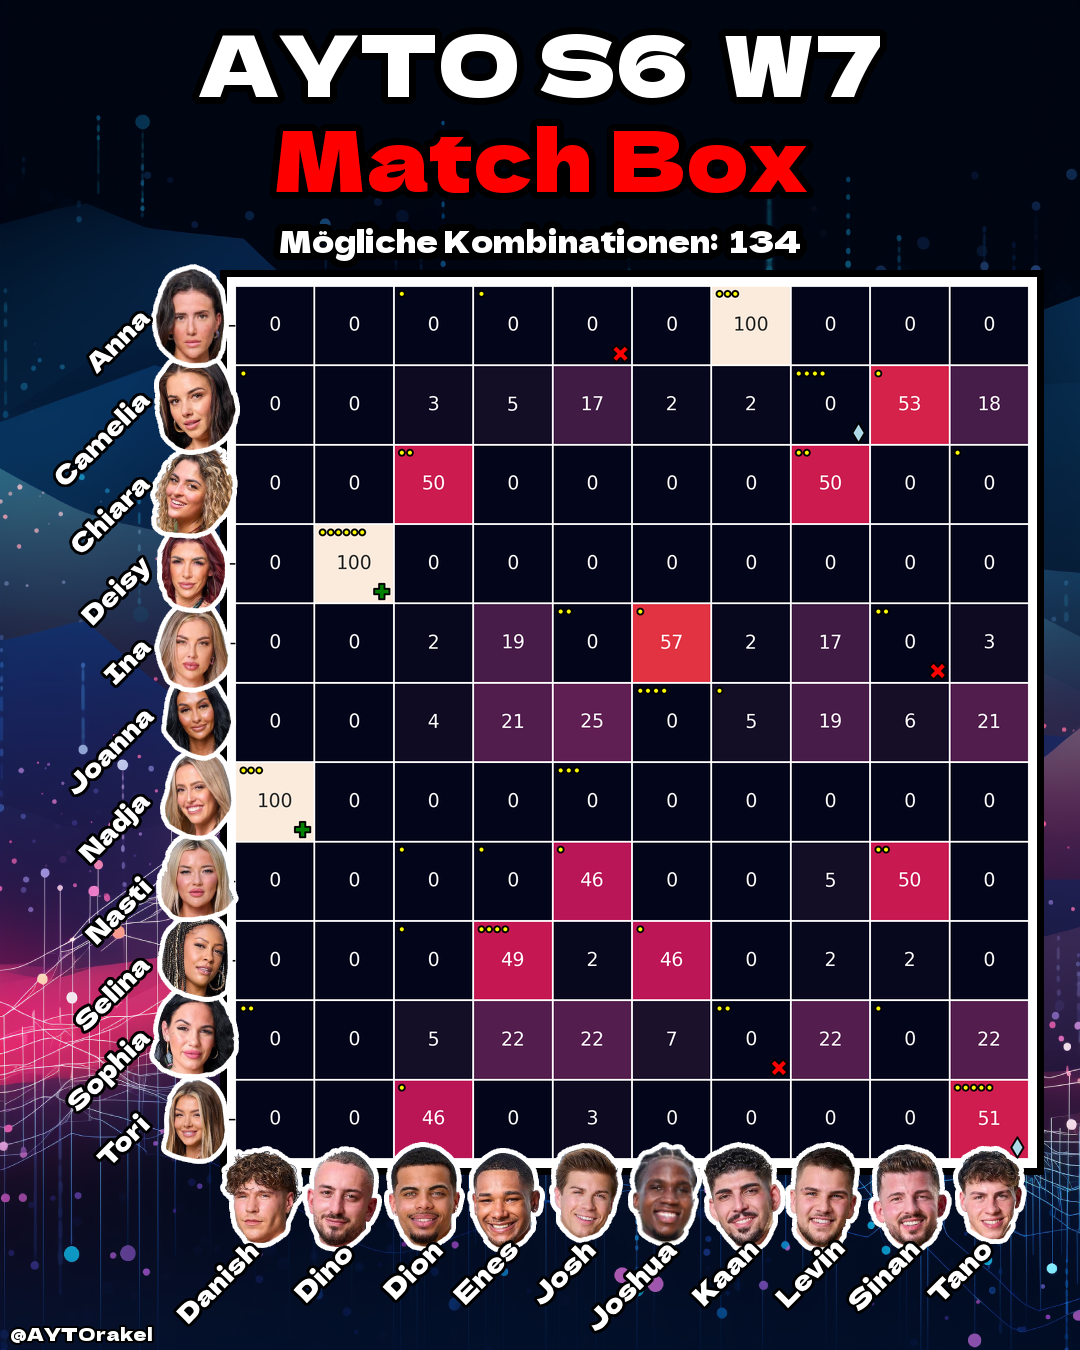 AYTO S6 W7
Match Box
Mögliche Kombinationen: 134
Anna 0 0 0 0 0 0 100 0 0 0
Camelia 0 0 3 5 17 2 2 0 53 18
Chiara 0 0 50 0 0 0 0 50 0 0
Deisy 0 100 0 0 0 0 0 0 0 0
Ina 0 0 2 19 0 57 2 17 0 3
Joanna 0 0 4 21 25 0 5 19 6 21
Nadja 100 0 0 0 0 0 0 0 0 0
Nasti 0 0 0 0 46 0 0 5 50 0
Selina 0 0 0 49 2 46 0 2 2 0
Sophia 0 0 5 22 22 7 0 22 0 22
Tori 0 0 46 0 3 0 0 0 0 51
Danish Dino Dion Enes Josh Joshua Kaan Levin Sinan Tano
@AYTOrakel